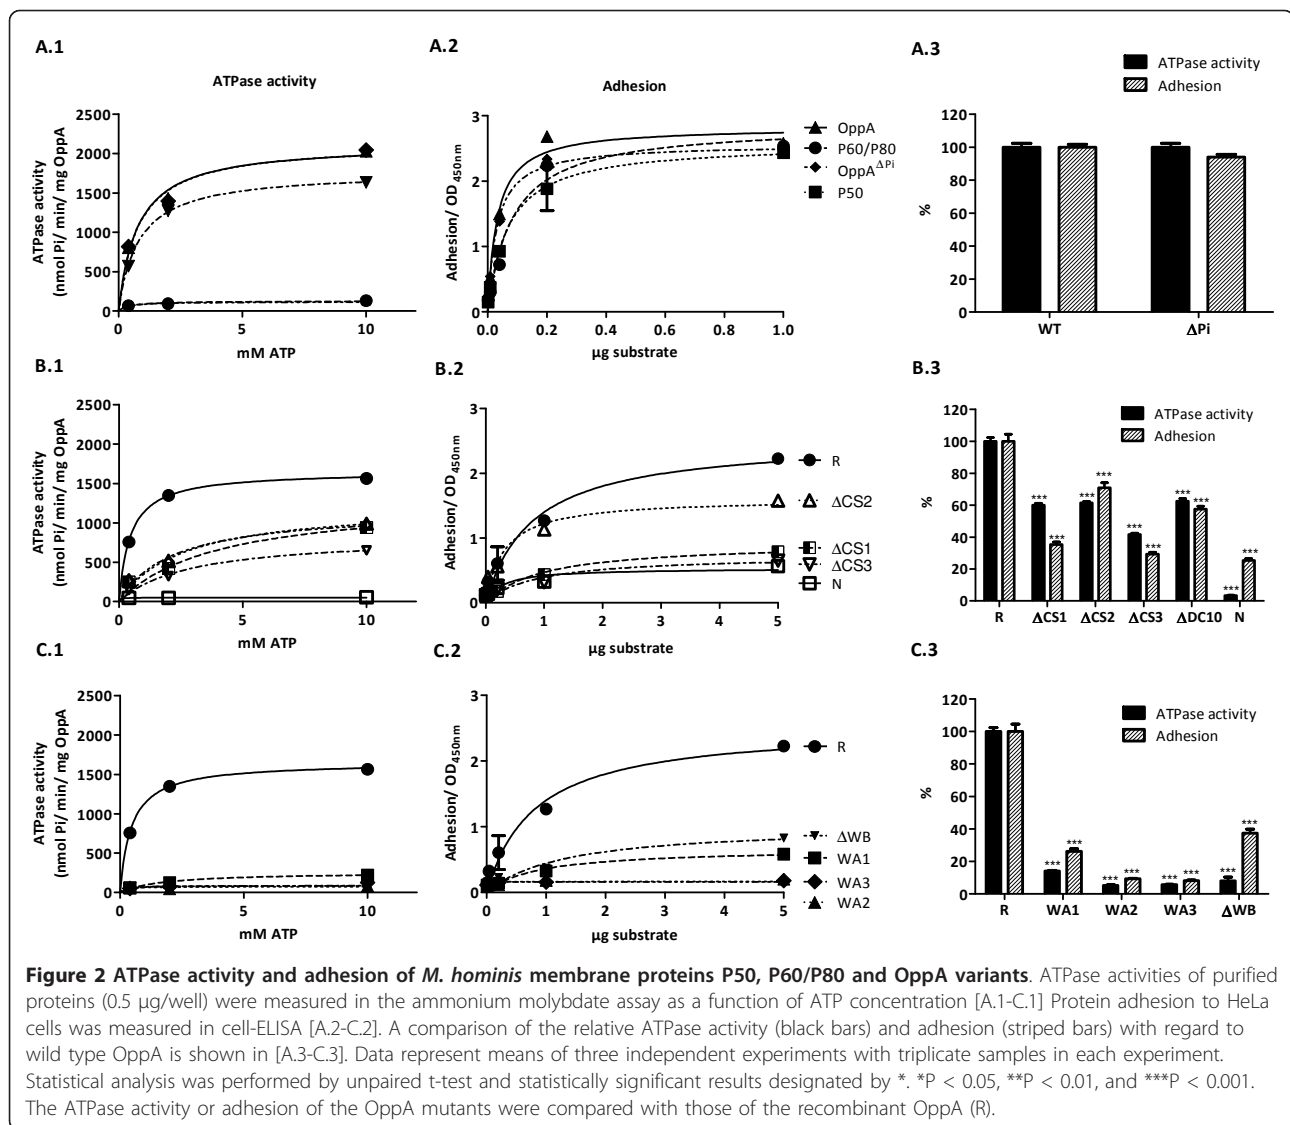 A.1
ATPase activity
ATPase activity
(nmol Pi/ min/ mg OppA
2500
2000
1500
1000
500
0
0 5 10
mM ATP
A.2
Adhesion
Adhesion/ OD450nm
3
2
1
0
0.0 0.2 0.4 0.6 0.8 1.0
µg substrate
OppA
P60/P80
OppAΔPi
P50
A.3
ATPase activity
Adhesion
%
120
100
80
60
40
20
0
WT ΔPi
B.1
ATPase activity
(nmol Pi/ min/ mg OppA
2500
2000
1500
1000
500
0
0 5 10
mM ATP
B.2
Adhesion/ OD450nm
3
2
1
0
0 1 2 3 4 5
µg substrate
R
ΔCS2
ΔCS1
ΔCS3
N
B.3
ATPase activity
Adhesion
%
120
100
80
60
40
20
0
*** *** *** *** *** *** *** *** ***
R ΔCS1 ΔCS2 ΔCS3 ΔDC10 N
C.1
ATPase activity
(nmol Pi/ min/ mg OppA
2500
2000
1500
1000
500
0
0 5 10
mM ATP
C.2
Adhesion/ OD450nm
3
2
1
0
0 1 2 3 4 5
µg substrate
R
ΔWB
WA1
WA3
WA2
C.3
ATPase activity
Adhesion
%
120
100
80
60
40
20
0
*** *** *** *** *** *** *** ***
R WA1 WA2 WA3 ΔWB
Figure 2 ATPase activity and adhesion of M. hominis membrane proteins P50, P60/P80 and OppA variants. ATPase activities of purified
proteins (0.5 µg/well) were measured in the ammonium molybdate assay as a function of ATP concentration [A.1-C.1] Protein adhesion to HeLa
cells was measured in cell-ELISA [A.2-C.2]. A comparison of the relative ATPase activity (black bars) and adhesion (striped bars) with regard to
wild type OppA is shown in [A.3-C.3]. Data represent means of three independent experiments with triplicate samples in each experiment.
Statistical analysis was performed by unpaired t-test and statistically significant results designated by *. *P < 0.05, **P < 0.01, and ***P < 0.001.
The ATPase activity or adhesion of the OppA mutants were compared with those of the recombinant OppA (R).